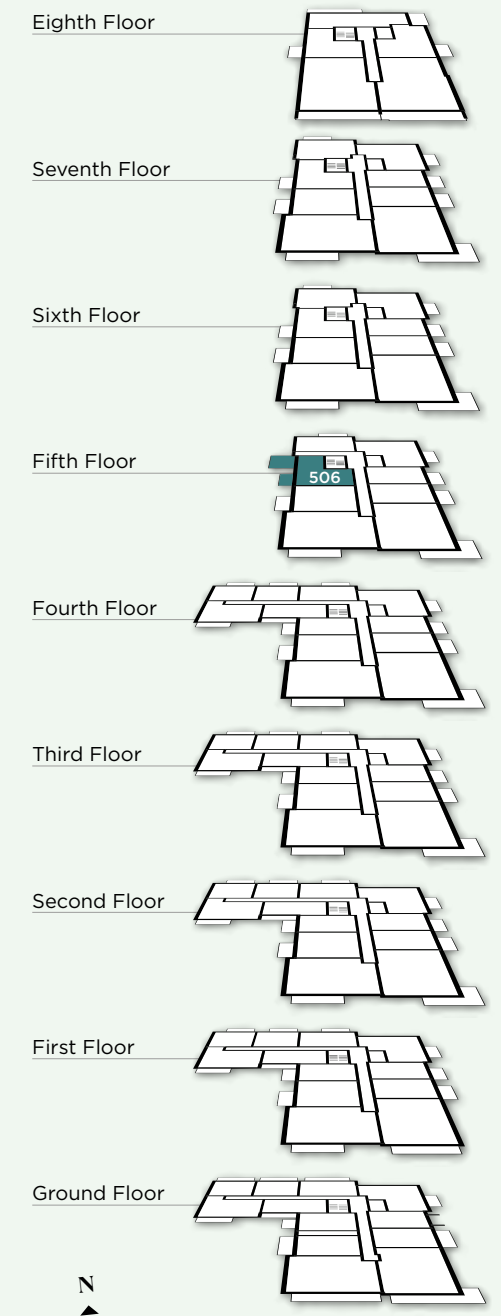 Eighth Floor
Seventh Floor
Sixth Floor
Fifth Floor
506
Fourth Floor
Third Floor
Second Floor
First Floor
Ground Floor
N